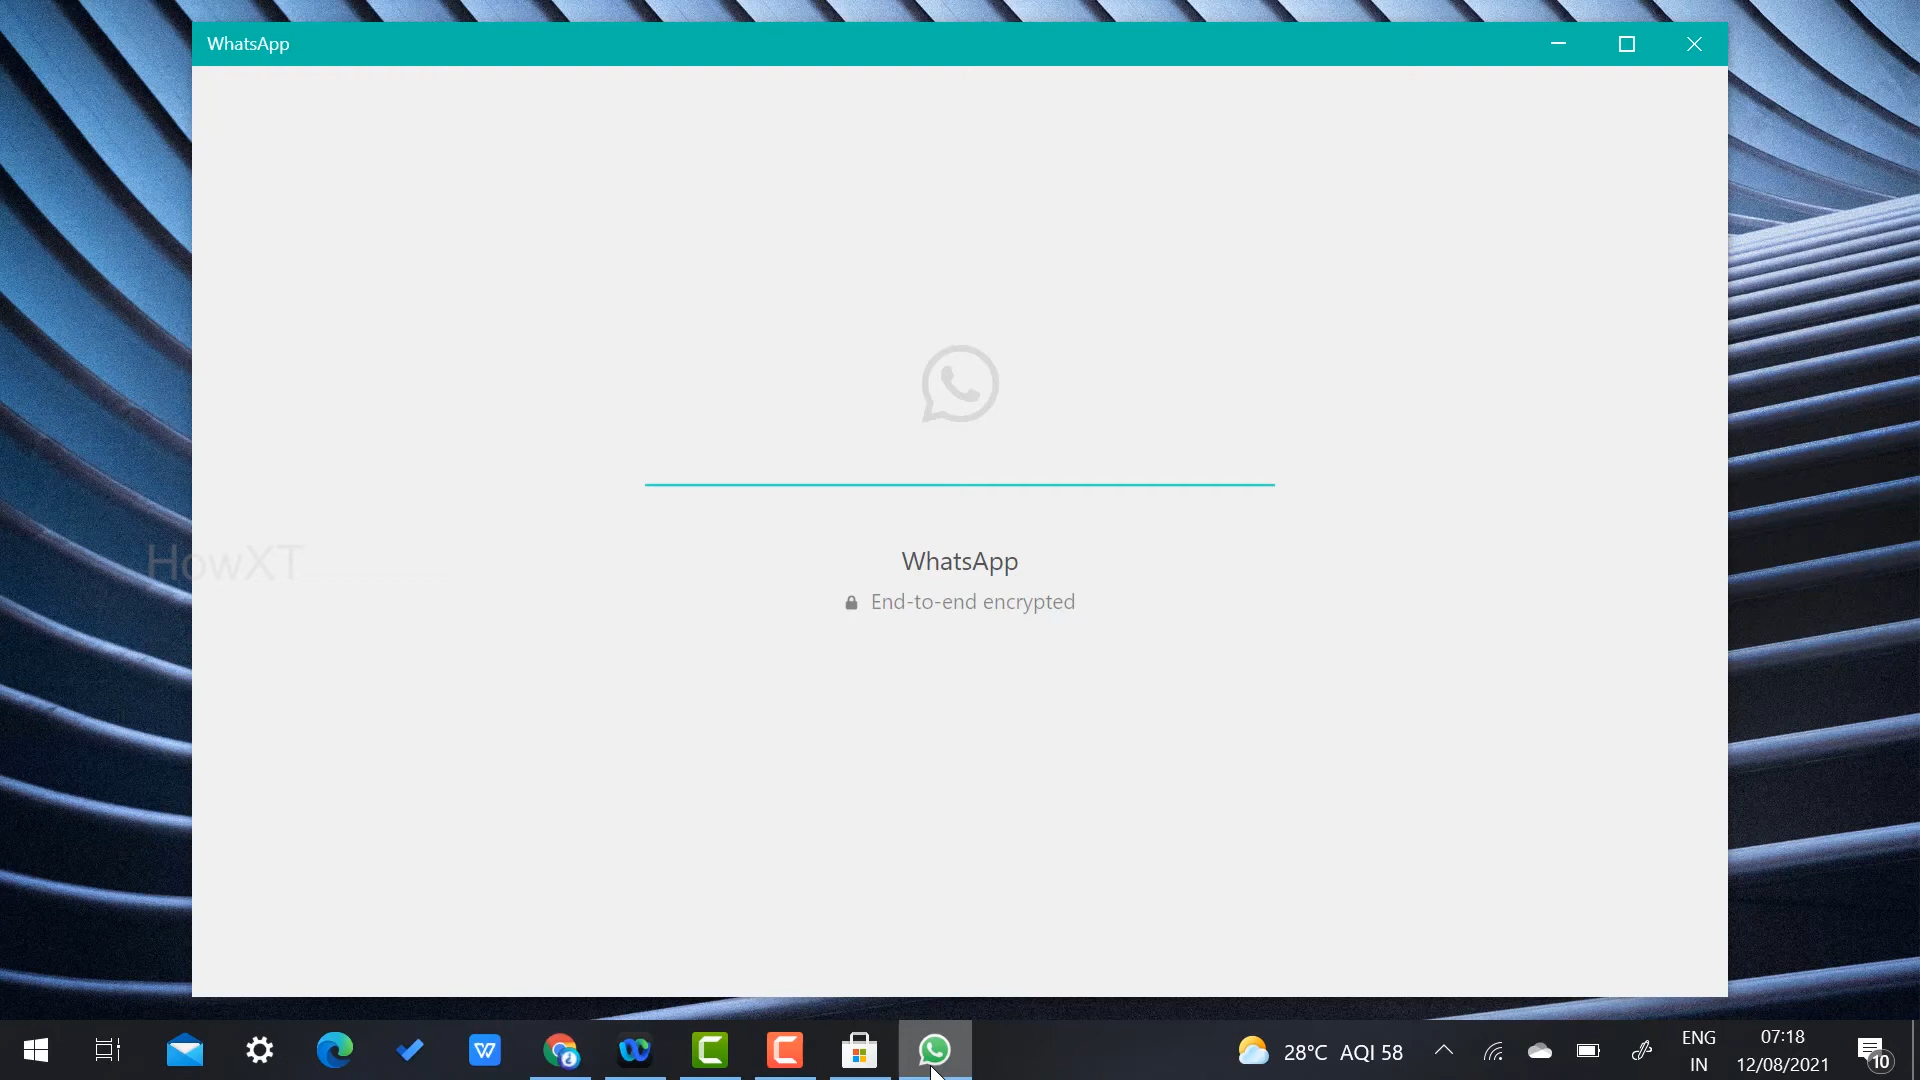 WhatsApp
HowXT
WhatsApp
End-to-end encrypted
28°C AQI 58
ENG
IN
07:18
12/08/2021
10